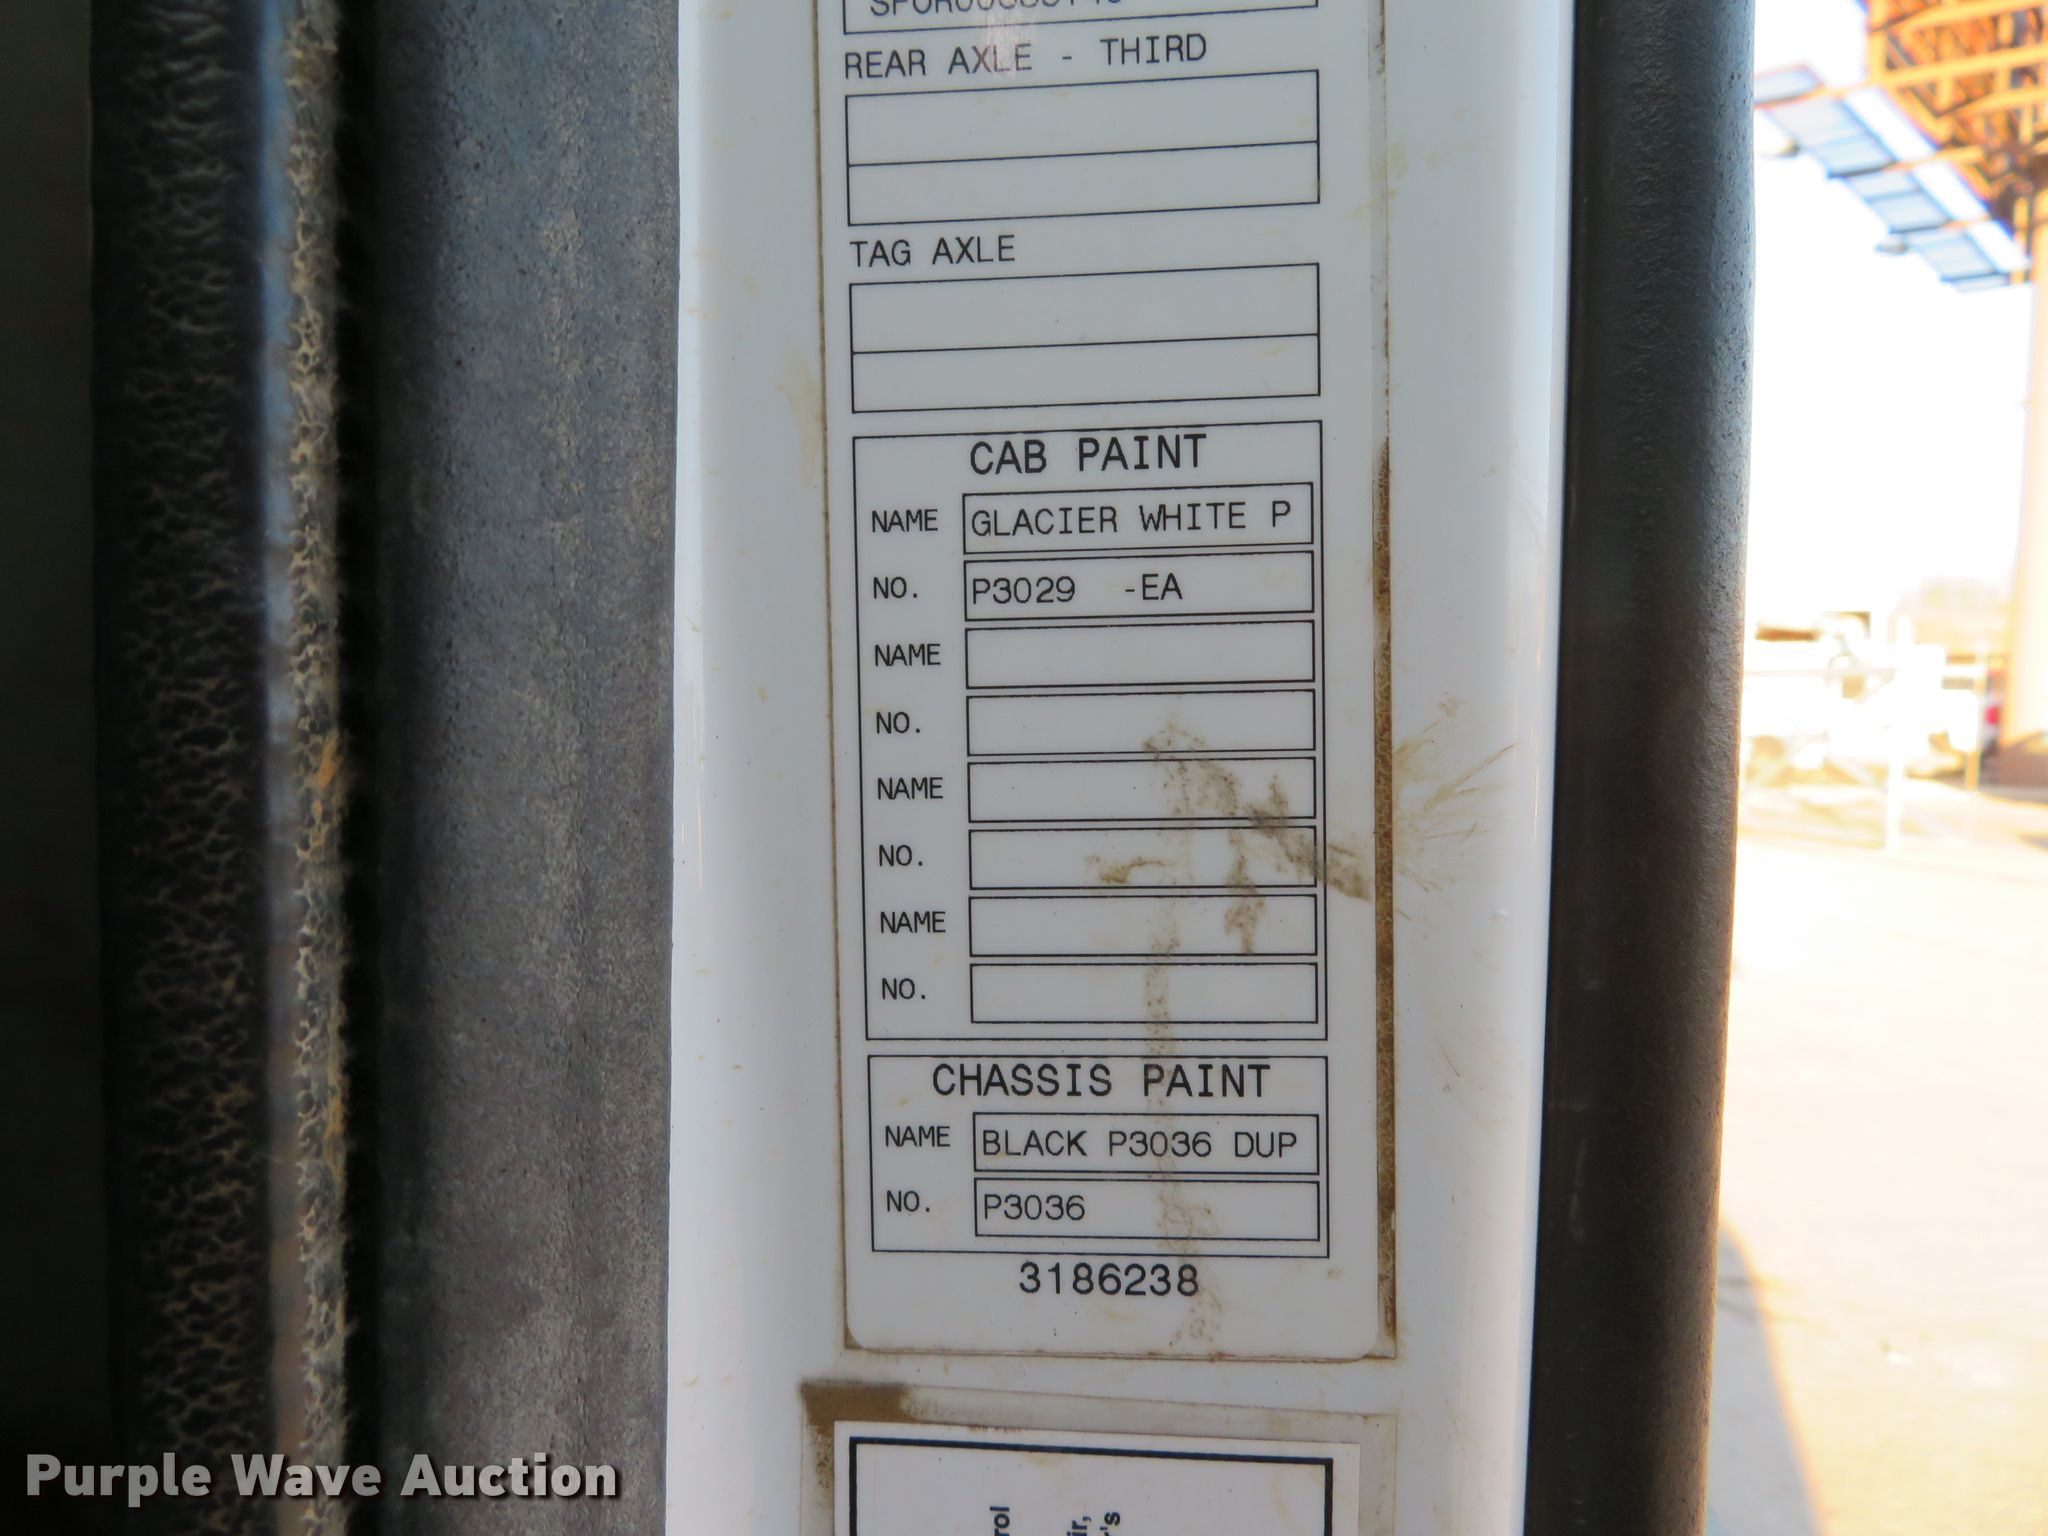 REAR AXLE - THIRD
TAG AXLE
CAB PAINT
NAME GLACIER WHITE P
NO. P3029 -EA
NAME
NO.
NAME
NO.
NAME
NO.
CHASSIS PAINT
NAME BLACK P3036 DUP
NO. P3036
3186238
Purple Wave Auction